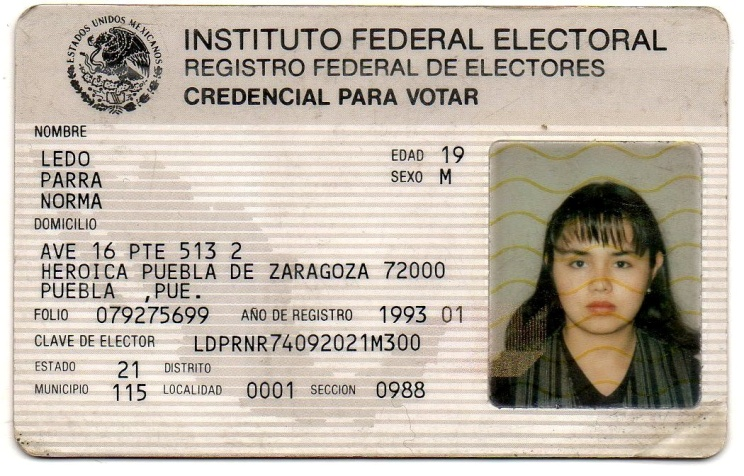 ESTADOS UNIDOS MEXICANOS
INSTITUTO FEDERAL ELECTORAL
REGISTRO FEDERAL DE ELECTORES
CREDENCIAL PARA VOTAR
NOMBRE
LEDO
PARRA
NORMA
EDAD 19
SEXO M
DOMICILIO
AVE 16 PTE 513 2
HEROICA PUEBLA DE ZARAGOZA 72000
PUEBLA ,PUE.
FOLIO 079275699 AÑO DE REGISTRO 1993 01
CLAVE DE ELECTOR LDPRNR74092021M300
ESTADO 21 DISTRITO
MUNICIPIO 115 LOCALIDAD 0001 SECCION 0988